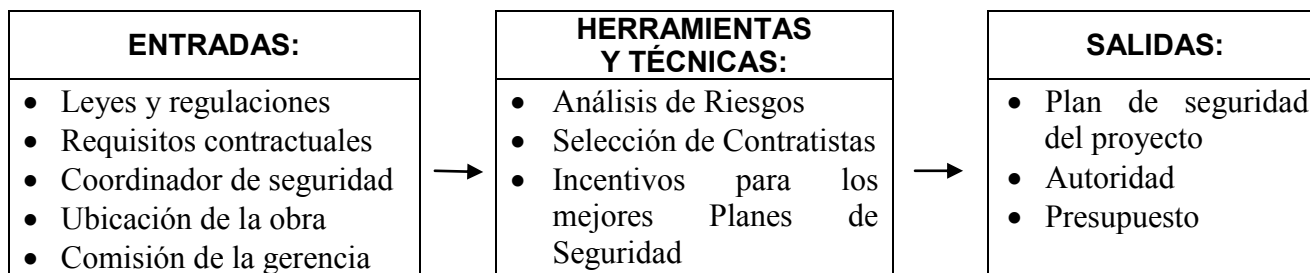 ENTRADAS:
• Leyes y regulaciones
• Requisitos contractuales
• Coordinador de seguridad
• Ubicación de la obra
• Comisión de la gerencia
HERRAMIENTAS
Y TÉCNICAS:
• Análisis de Riesgos
• Selección de Contratistas
• Incentivos para los
mejores Planes de
Seguridad
SALIDAS:
• Plan de seguridad
del proyecto
• Autoridad
• Presupuesto